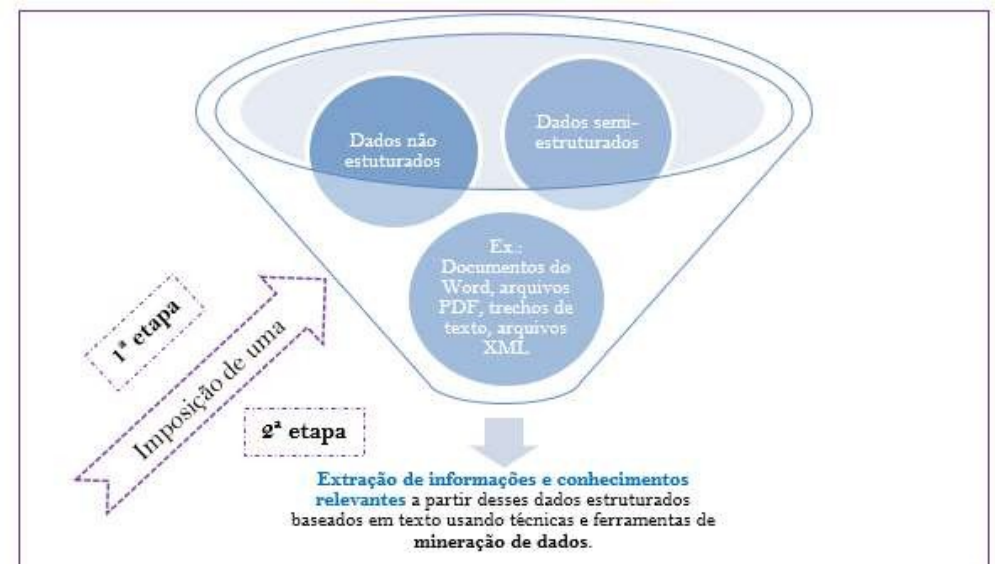 Dados não
estuturados
Dados semi-
estruturados
Ex.:
Documentos do
Word, arquivos
PDF, trechos de
texto, arquivos
XML
1ª etapa
Imposição de uma
2ª etapa
Extração de informações e conhecimentos
relevantes a partir desses dados estruturados
baseados em texto usando técnicas e ferramentas de
mineração de dados.